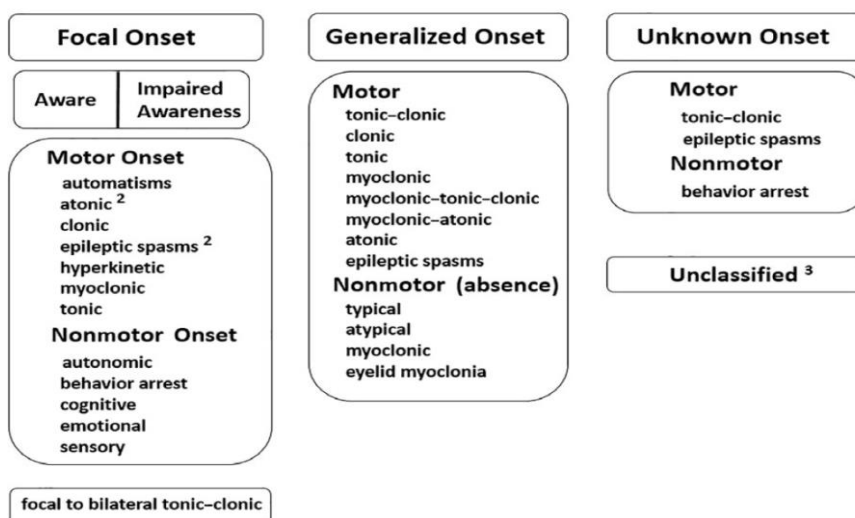 Focal Onset
Aware
Impaired
Awareness
Motor Onset
automatisms
atonic ²
clonic
epileptic spasms ²
hyperkinetic
myoclonic
tonic
Nonmotor Onset
autonomic
behavior arrest
cognitive
emotional
sensory
focal to bilateral tonic–clonic
Generalized Onset
Motor
tonic–clonic
clonic
tonic
myoclonic
myoclonic–tonic–clonic
myoclonic–atonic
atonic
epileptic spasms
Nonmotor (absence)
typical
atypical
myoclonic
eyelid myoclonia
Unknown Onset
Motor
tonic–clonic
epileptic spasms
Nonmotor
behavior arrest
Unclassified ³